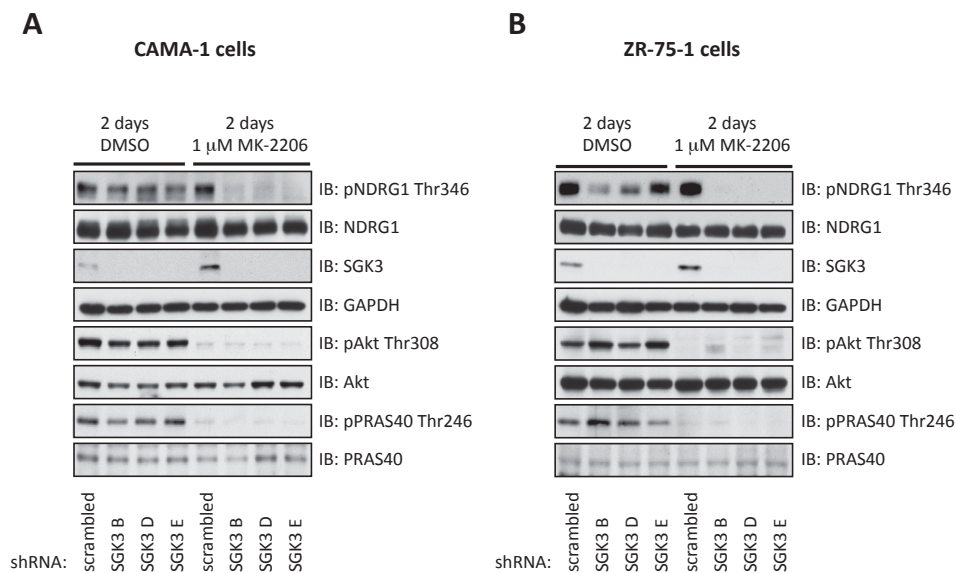 A
CAMA-1 cells
2 days
DMSO
2 days
1 µM MK-2206
IB: pNDRG1 Thr346
IB: NDRG1
IB: SGK3
IB: GAPDH
IB: pAkt Thr308
IB: Akt
IB: pPRAS40 Thr246
IB: PRAS40
shRNA:
scrambled
SGK3 B
SGK3 D
SGK3 E
scrambled
SGK3 B
SGK3 D
SGK3 E
B
ZR-75-1 cells
2 days
DMSO
2 days
1 µM MK-2206
IB: pNDRG1 Thr346
IB: NDRG1
IB: SGK3
IB: GAPDH
IB: pAkt Thr308
IB: Akt
IB: pPRAS40 Thr246
IB: PRAS40
shRNA:
scrambled
SGK3 B
SGK3 D
SGK3 E
scrambled
SGK3 B
SGK3 D
SGK3 E